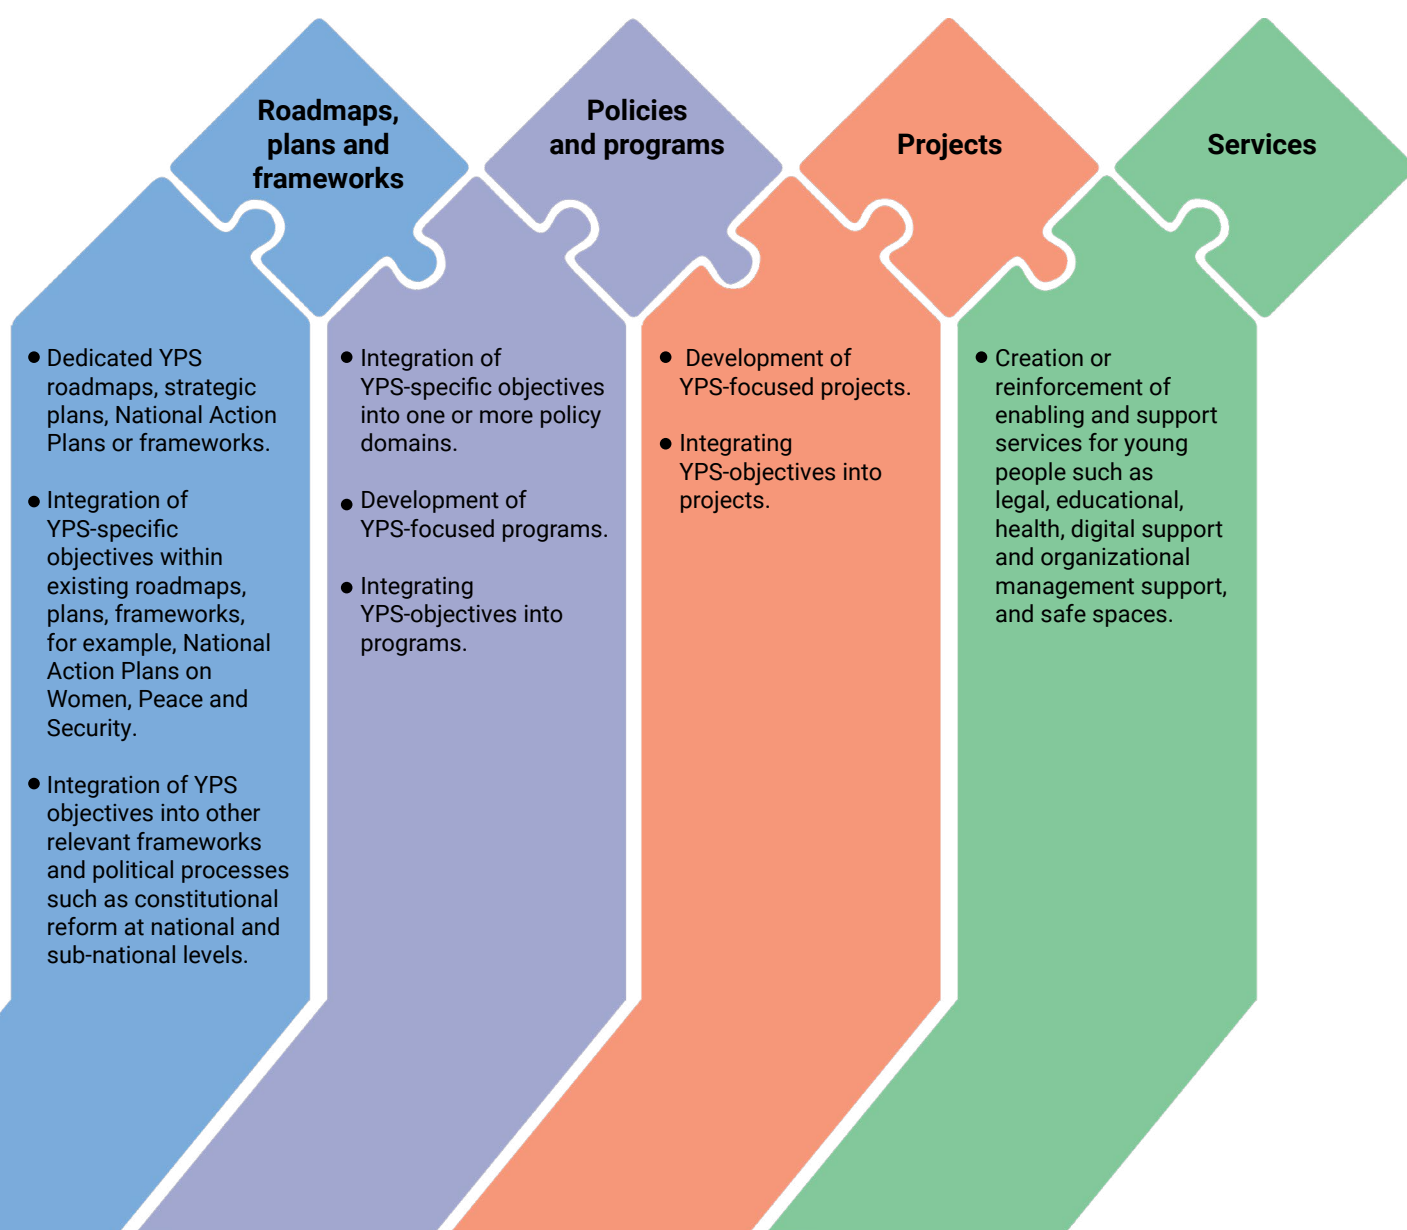 Roadmaps,
plans and
frameworks
● Dedicated YPS
roadmaps, strategic
plans, National Action
Plans or frameworks.
● Integration of
YPS-specific
objectives within
existing roadmaps,
plans, frameworks,
for example, National
Action Plans on
Women, Peace and
Security.
● Integration of YPS
objectives into other
relevant frameworks
and political processes
such as constitutional
reform at national and
sub-national levels.
Policies
and programs
● Integration of
YPS-specific objectives
into one or more policy
domains.
● Development of
YPS-focused programs.
● Integrating
YPS-objectives into
programs.
Projects
● Development of
YPS-focused projects.
● Integrating
YPS-objectives into
projects.
Services
● Creation or
reinforcement of
enabling and support
services for young
people such as
legal, educational,
health, digital support
and organizational
management support,
and safe spaces.